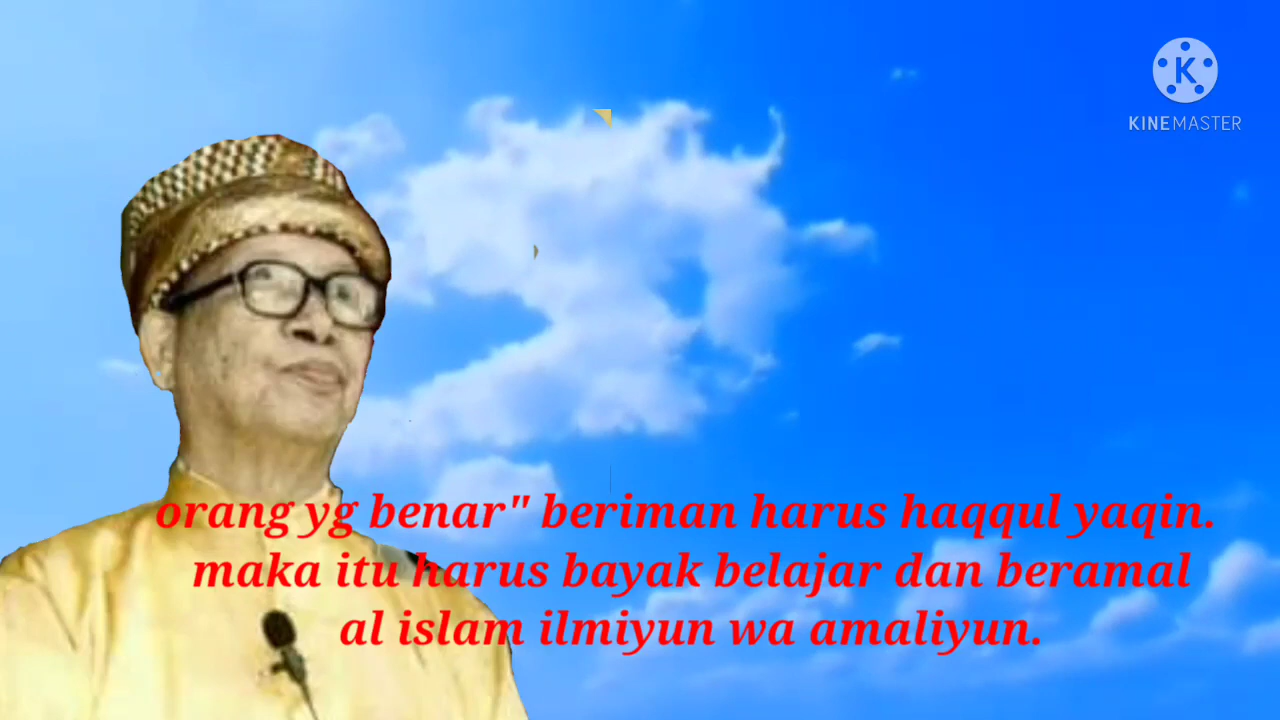 KINEMASTER
orang yg benar" beriman harus haqqul yaqin.
maka itu harus bayak belajar dan beramal
al islam ilmiyun wa amaliyun.